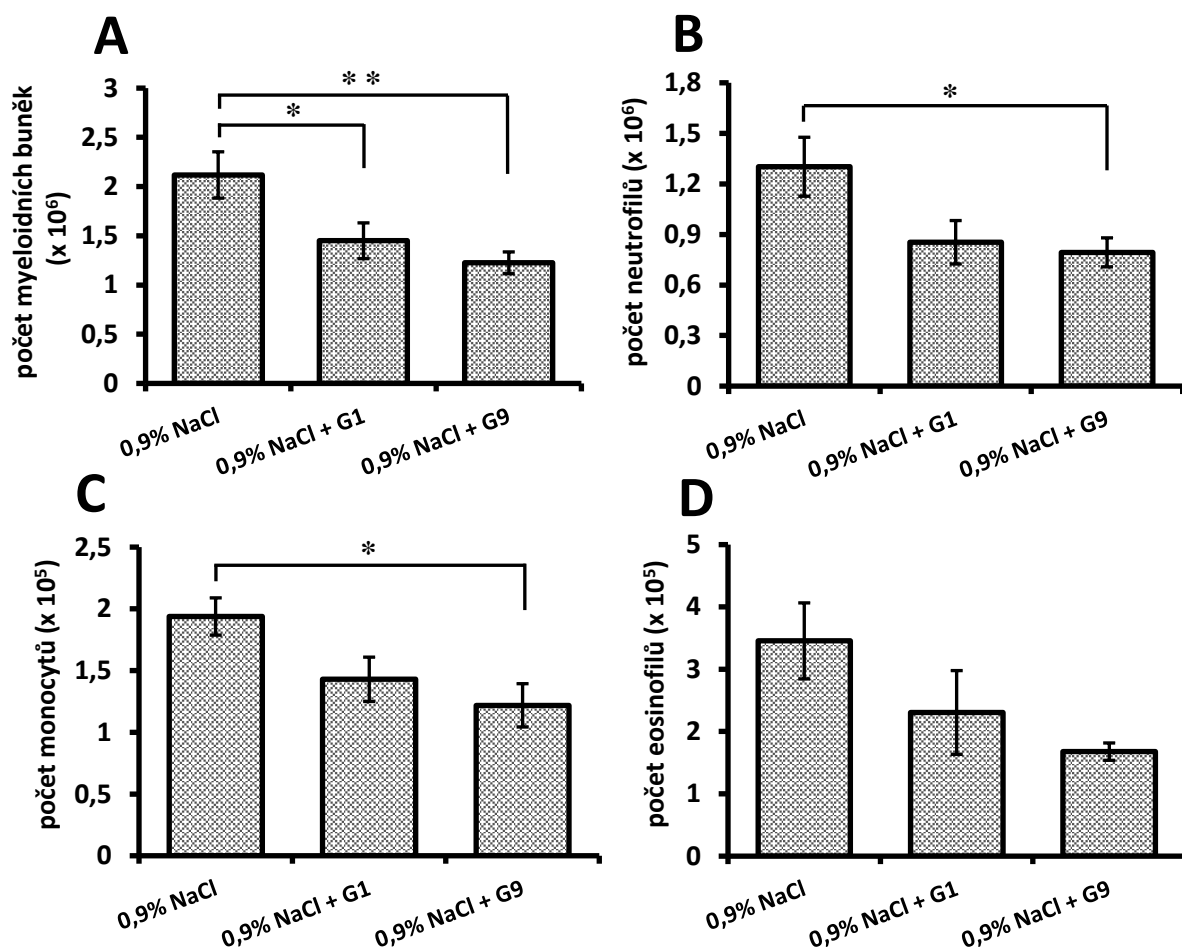 A
počet myeloidních buněk
(x 10⁶)
3
2,5
2
1,5
1
0,5
0
* *
*
0,9% NaCl
0,9% NaCl + G1
0,9% NaCl + G9
B
počet neutrofilů (x 10⁶)
1,8
1,5
1,2
0,9
0,6
0,3
0
*
0,9% NaCl
0,9% NaCl + G1
0,9% NaCl + G9
C
počet monocytů (x 10⁵)
2,5
2
1,5
1
0,5
0
*
0,9% NaCl
0,9% NaCl + G1
0,9% NaCl + G9
D
počet eosinofilů (x 10⁵)
5
4
3
2
1
0
0,9% NaCl
0,9% NaCl + G1
0,9% NaCl + G9